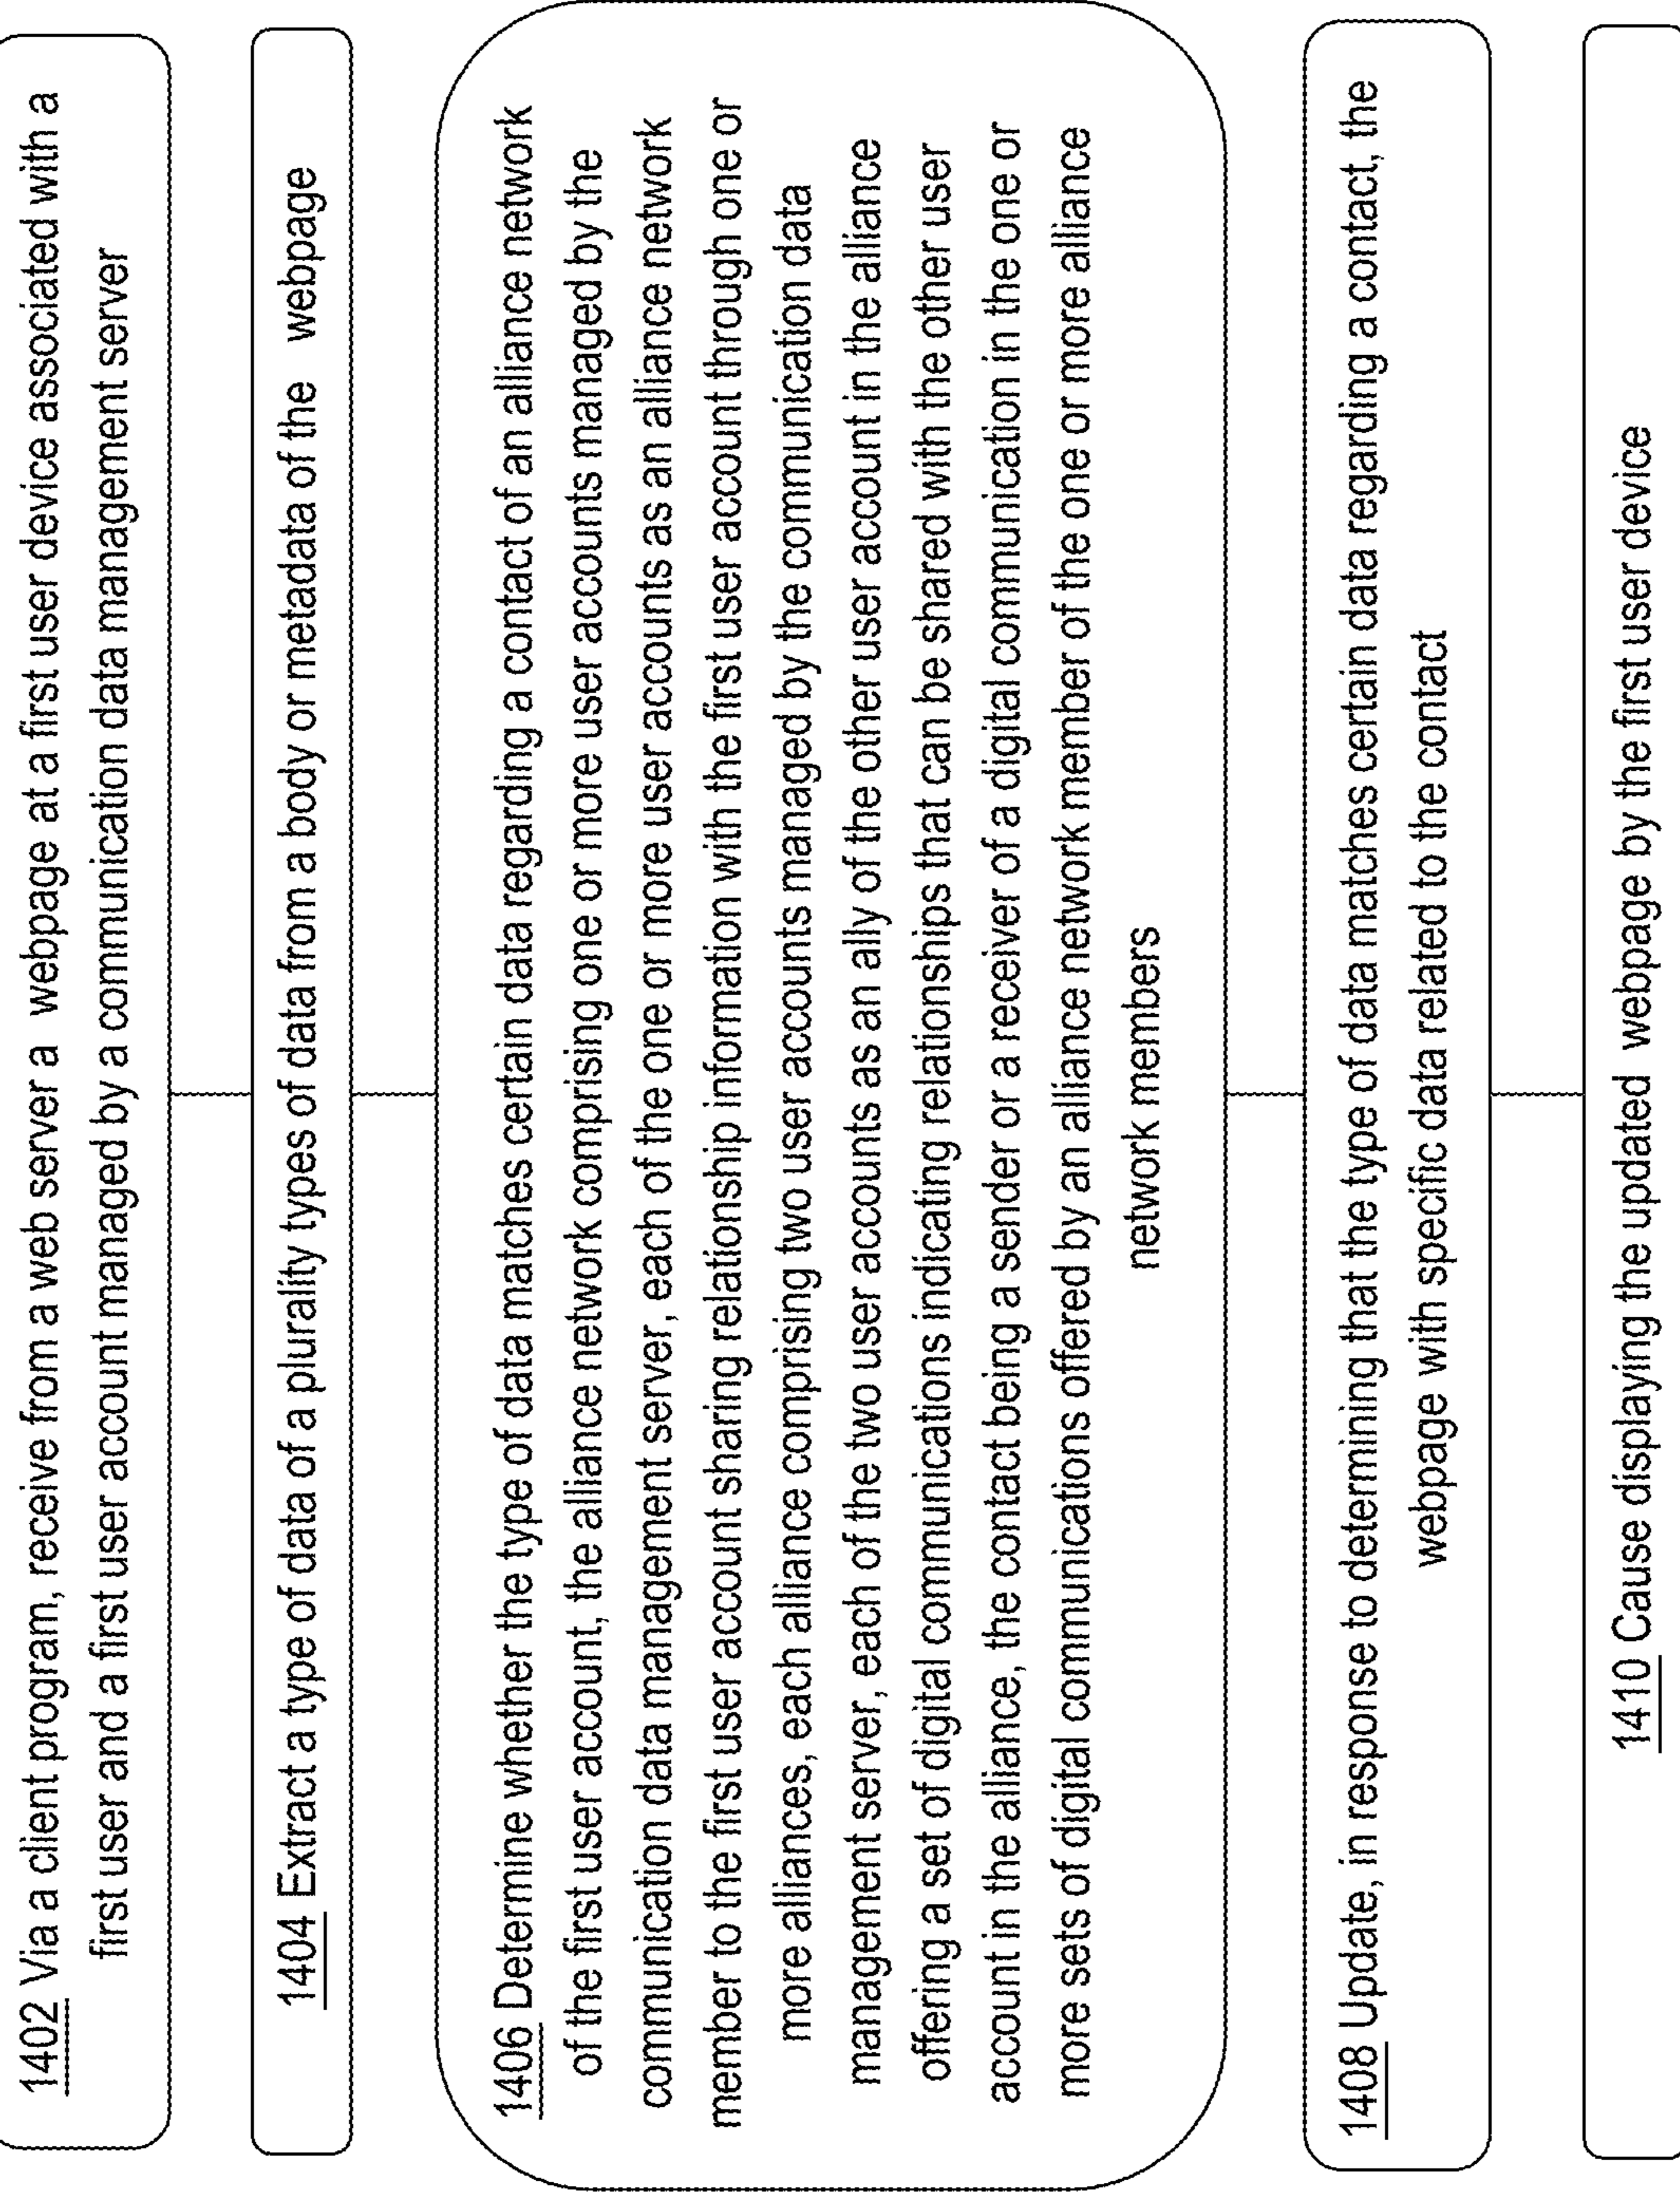 1402 Via a client program, receive from a web server a webpage at a first user device associated with a
first user and a first user account managed by a communication data management server
1404 Extract a type of data of a plurality types of data from a body or metadata of the webpage
1406 Determine whether the type of data matches certain data regarding a contact of an alliance network
of the first user account, the alliance network comprising one or more user accounts managed by the
communication data management server, each of the one or more user accounts as an alliance network
member to the first user account sharing relationship information with the first user account through one or
more alliances, each alliance comprising two user accounts managed by the communication data
management server, each of the two user accounts as an ally of the other user account in the alliance
offering a set of digital communications indicating relationships that can be shared with the other user
account in the alliance, the contact being a sender or a receiver of a digital communication in the one or
more sets of digital communications offered by an alliance network member of the one or more alliance
network members
1408 Update, in response to determining that the type of data matches certain data regarding a contact, the
webpage with specific data related to the contact
1410 Cause displaying the updated webpage by the first user device